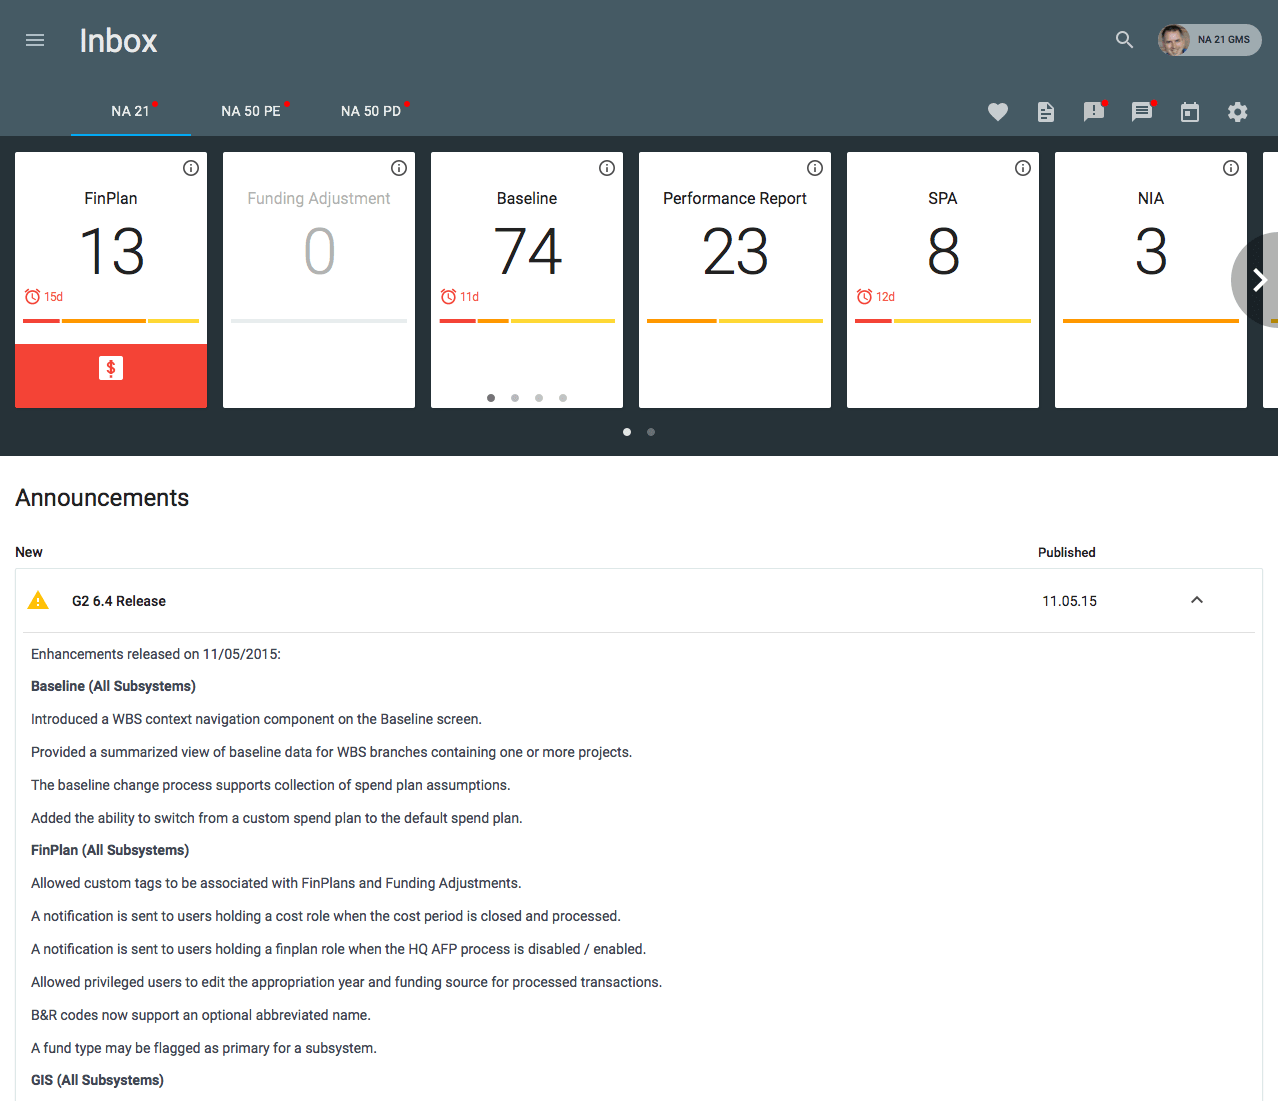 Inbox
NA 21 GMS
NA 21
NA 50 PE
NA 50 PD
FinPlan
13
15d
Funding Adjustment
0
Baseline
74
11d
Performance Report
23
SPA
8
12d
NIA
3
Announcements
New
Published
G2 6.4 Release
11.05.15
Enhancements released on 11/05/2015:
Baseline (All Subsystems)
Introduced a WBS context navigation component on the Baseline screen.
Provided a summarized view of baseline data for WBS branches containing one or more projects.
The baseline change process supports collection of spend plan assumptions.
Added the ability to switch from a custom spend plan to the default spend plan.
FinPlan (All Subsystems)
Allowed custom tags to be associated with FinPlans and Funding Adjustments.
A notification is sent to users holding a cost role when the cost period is closed and processed.
A notification is sent to users holding a finplan role when the HQ AFP process is disabled / enabled.
Allowed privileged users to edit the appropriation year and funding source for processed transactions.
B&R codes now support an optional abbreviated name.
A fund type may be flagged as primary for a subsystem.
GIS (All Subsystems)